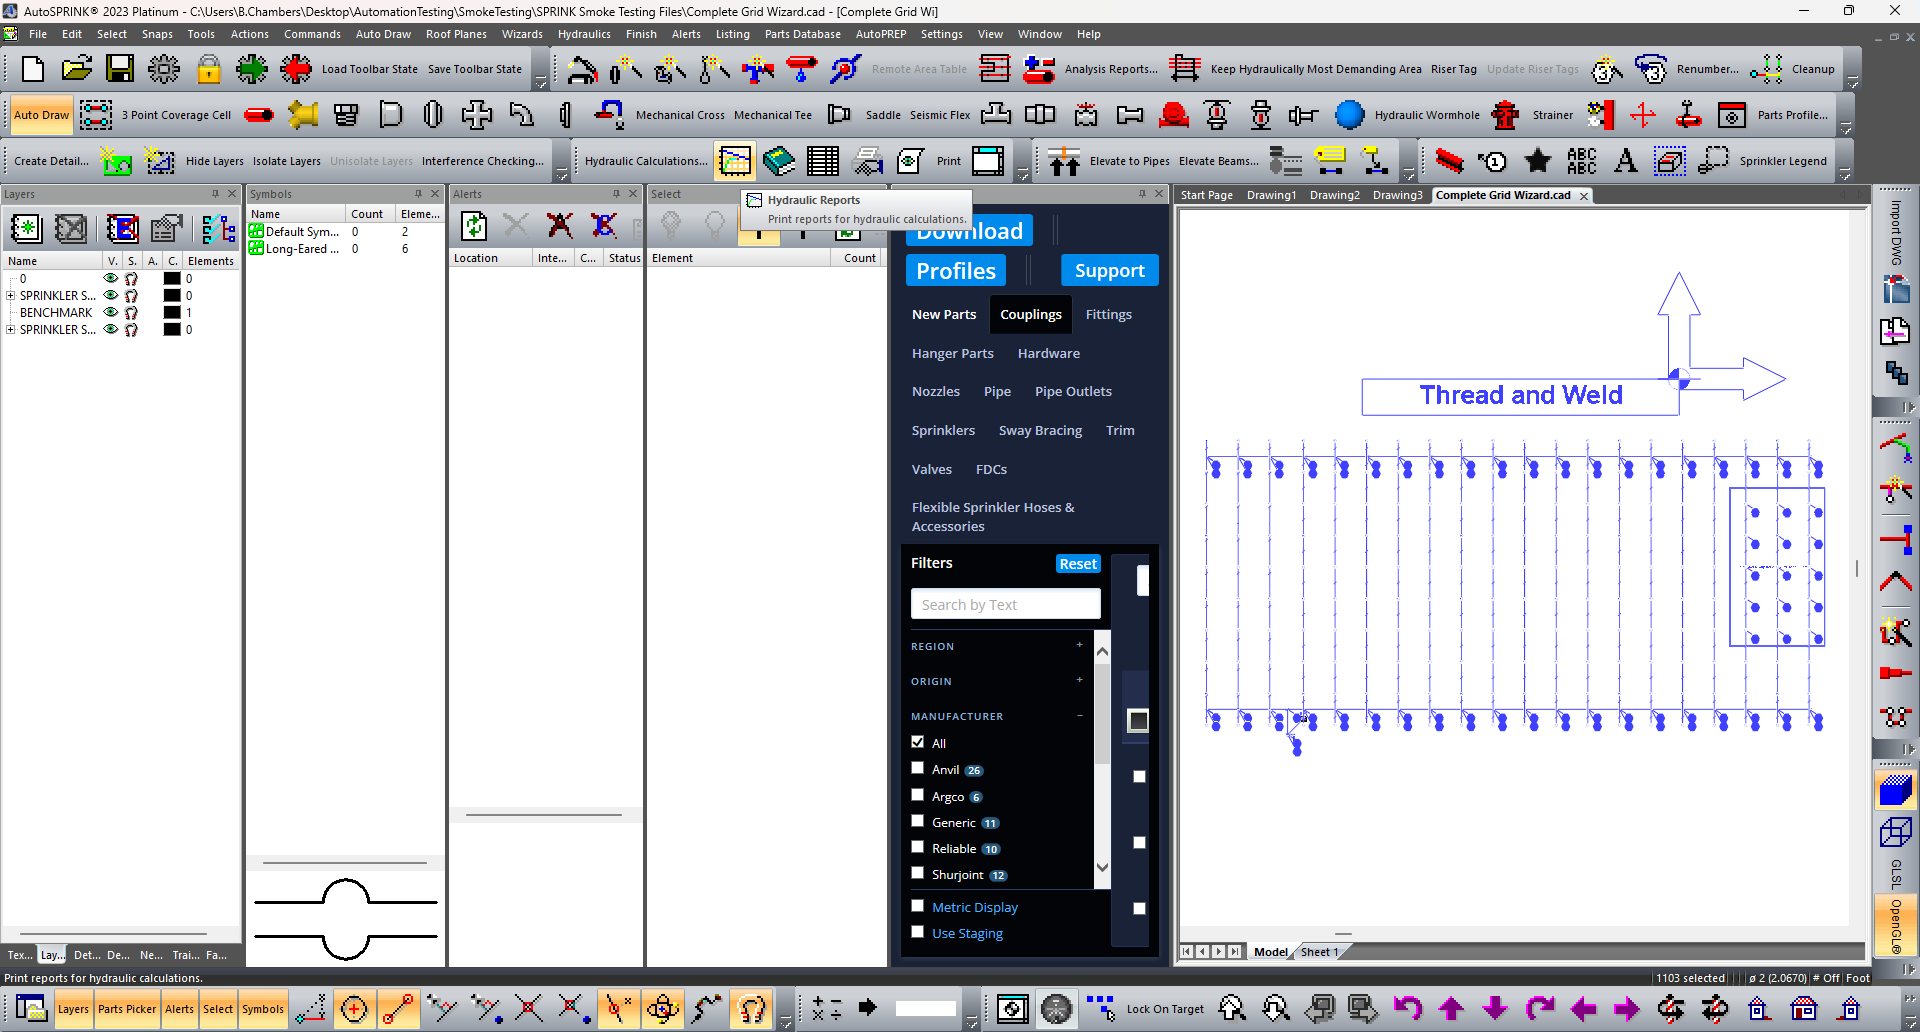 AutoSPRINK® 2023 Platinum - C:\Users\B.Chambers\Desktop\AutomationTesting\SmokeTesting\SPRINK Smoke Testing Files\Complete Grid Wizard.cad - [Complete Grid Wi]
File Edit Select Snaps Tools Actions Commands Auto Draw Roof Planes Wizards Hydraulics Finish Alerts Listing Parts Database AutoPREP Settings View Window Help
Load Toolbar State Save Toolbar State Remote Area Table Analysis Reports... Keep Hydraulically Most Demanding Area Riser Tag Update Riser Tags Renumber... Cleanup
Auto Draw 3 Point Coverage Cell Mechanical Cross Mechanical Tee Saddle Seismic Flex Hydraulic Wormhole Strainer Parts Profile...
Create Detail... Hide Layers Isolate Layers Unisolate Layers Interference Checking... Hydraulic Calculations... Print Elevate to Pipes Elevate Beams... ABC ABC A Sprinkler Legend
Layers Symbols Alerts Select
Hydraulic Reports
Print reports for hydraulic calculations.
Start Page Drawing1 Drawing2 Drawing3 Complete Grid Wizard.cad
Name V. S. A. C. Elements
0 0
SPRINKLER S... 0
BENCHMARK 1
SPRINKLER S... 0
Name Count Eleme...
Default Sym... 0 2
Long-Eared ... 0 6
Location Inte... C... Status
Element Count
Download
Profiles Support
New Parts Couplings Fittings
Hanger Parts Hardware
Nozzles Pipe Pipe Outlets
Sprinklers Sway Bracing Trim
Valves FDCs
Flexible Sprinkler Hoses &
Accessories
Filters Reset
Search by Text
REGION +
ORIGIN +
MANUFACTURER −
All
Anvil 26
Argco 6
Generic 11
Reliable 10
Shurjoint 12
Metric Display
Use Staging
Thread and Weld
Import DWG
GLSL
OpenGL®
Tex... Lay... Det... De... Ne... Trai... Fa...
Model Sheet 1
Print reports for hydraulic calculations. 1103 selected ø 2 (2.0670) # Off Foot
Layers Parts Picker Alerts Select Symbols Lock On Target